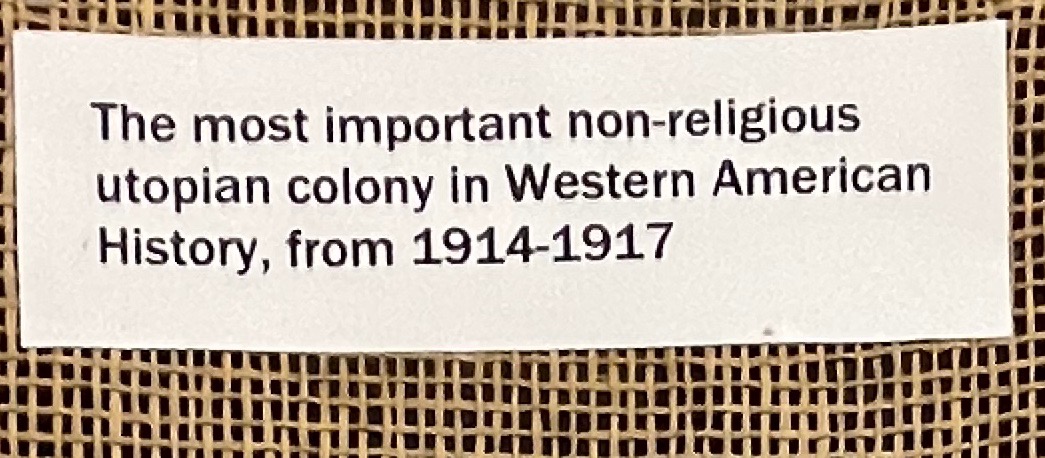 The most important non-religious
utopian colony in Western American
History, from 1914-1917